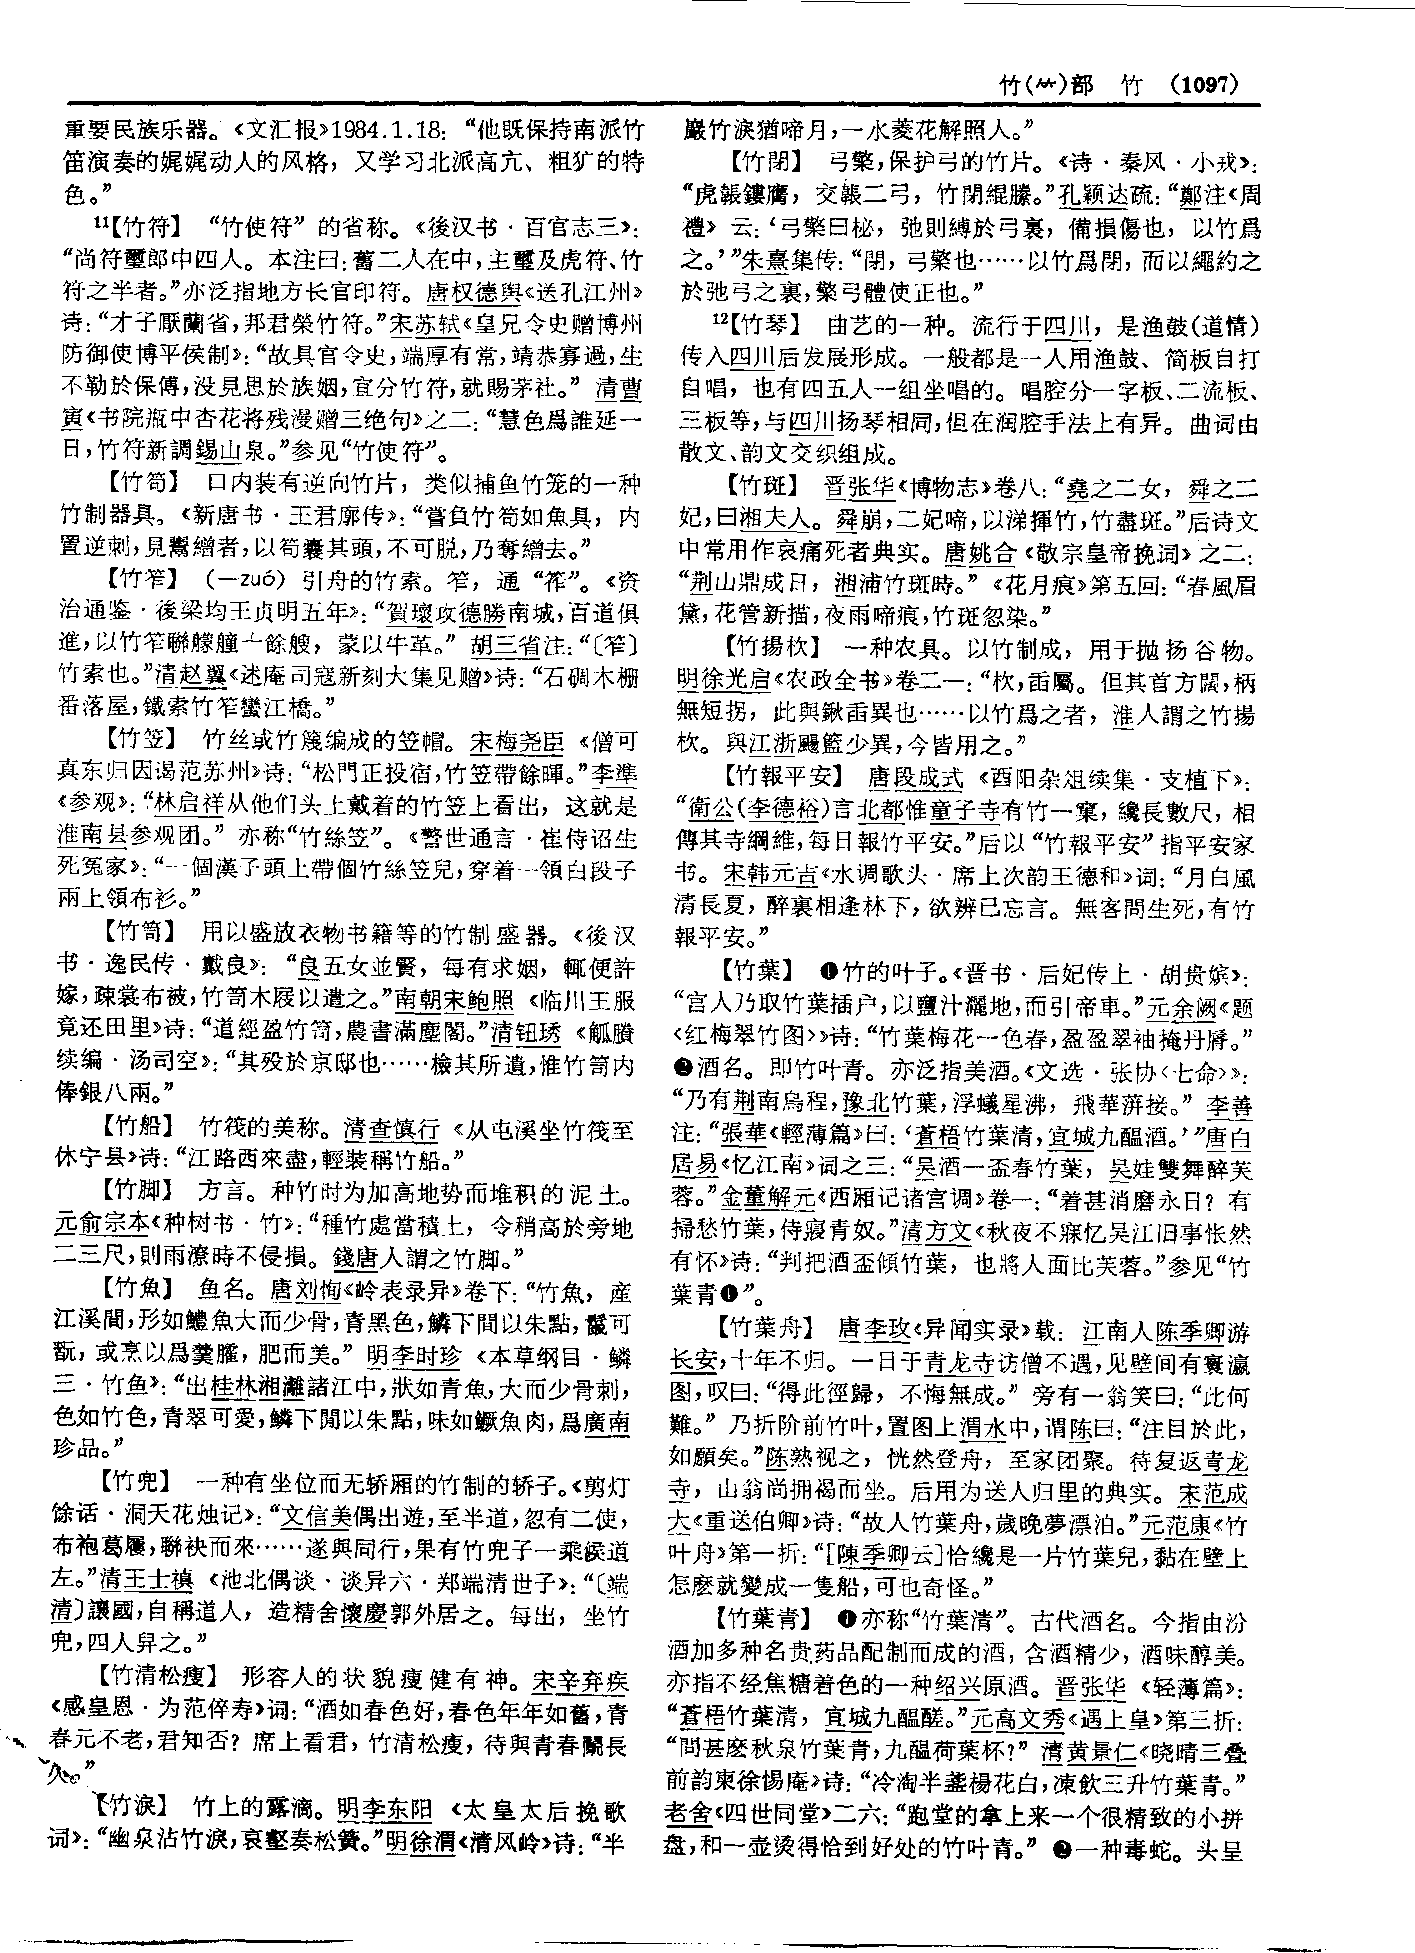 竹(⺮)部　竹　(1097)
重要民族乐器。《文汇报》1984.1.18：“他既保持南派竹
笛演奏的娓娓动人的风格，又学习北派高亢、粗犷的特
色。”
11【竹符】　“竹使符”的省称。《後汉书·百官志三》：
“尚符璽郎中四人。本注曰：舊二人在中，主璽及虎符、竹
符之半者。”亦泛指地方长官印符。唐权德舆《送孔江州》
诗：“才子厭蘭省，邦君榮竹符。”宋苏轼《皇兄令史赠博州
防御使博平侯制》：“故具官令史，端厚有常，靖恭寡過，生
不勒於保傅，没見思於族姻，宜分竹符，就賜茅社。”清曹
寅《书院瓶中杏花将残漫赠三绝句》之二：“慧色爲誰延一
日，竹符新調錫山泉。”参见“竹使符”。
【竹笱】　口内装有逆向竹片，类似捕鱼竹笼的一种
竹制器具。《新唐书·王君廓传》：“嘗負竹笱如魚具，内
置逆刺，見鬻繒者，以笱囊其頭，不可脱，乃奪繒去。”
【竹笮】　（—zuó）引舟的竹索。笮，通“筰”。《资
治通鉴·後梁均王贞明五年》：“賀瓌攻德勝南城，百道俱
進，以竹笮聯艨艟十餘艘，蒙以牛革。”胡三省注：“〔笮〕
竹索也。”清赵翼《述庵司寇新刻大集见赠》诗：“石碉木栅
番落屋，鐵索竹笮蠻江橋。”
【竹笠】　竹丝或竹篾编成的笠帽。宋梅尧臣《僧可
真东归因谒范苏州》诗：“松門正投宿，竹笠帶餘暉。”李準
《参观》：“林启祥从他们头上戴着的竹笠上看出，这就是
淮南县参观团。”亦称“竹絲笠”。《警世通言·崔侍诏生
死冤家》：“一個漢子頭上帶個竹絲笠兒，穿着一領白段子
兩上領布衫。”
【竹笥】　用以盛放衣物书籍等的竹制盛器。《後汉
书·逸民传·戴良》：“良五女並賢，每有求姻，輒便許
嫁，疎裳布被，竹笥木屐以遣之。”南朝宋鲍照《临川王服
竟还田里》诗：“道經盈竹笥，農書滿塵閣。”清钮琇《觚賸
续编·汤司空》：“其殁於京邸也……檢其所遺，惟竹笥内
俸銀八兩。”
【竹船】　竹筏的美称。清查慎行《从屯溪坐竹筏至
休宁县》诗：“江路西來盡，輕裝稱竹船。”
【竹脚】　方言。种竹时为加高地势而堆积的泥土。
元俞宗本《种树书·竹》：“種竹處當積土，令稍高於旁地
二三尺，則雨潦時不侵損。錢唐人謂之竹脚。”
【竹魚】　鱼名。唐刘恂《岭表录异》卷下：“竹魚，産
江溪間，形如鱧魚大而少骨，青黑色，鱗下間以朱點，鬣可
翫，或烹以爲羹臛，肥而美。”明李时珍《本草纲目·鳞
三·竹鱼》：“出桂林湘灕諸江中，狀如青魚，大而少骨刺，
色如竹色，青翠可愛，鱗下閒以朱點，味如鱖魚肉，爲廣南
珍品。”
【竹兜】　一种有坐位而无轿厢的竹制的轿子。《剪灯
馀话·洞天花烛记》：“文信美偶出遊，至半道，忽有二使，
布袍葛屨，聯袂而來……遂與同行，果有竹兜子一乘候道
左。”清王士禛《池北偶谈·谈异六·郑端清世子》：“〔端
清〕讓國，自稱道人，造精舍懷慶郭外居之。每出，坐竹
兜，四人舁之。”
【竹清松瘦】　形容人的状貌瘦健有神。宋辛弃疾
《感皇恩·为范倅寿》词：“酒如春色好，春色年年如舊，青
春元不老，君知否？席上看君，竹清松瘦，待與青春鬭長
久。”
【竹淚】　竹上的露滴。明李东阳《太皇太后挽歌
词》：“幽泉沾竹淚，哀壑奏松簧。”明徐渭《清风岭》诗：“半
巖竹淚猶啼月，一水菱花解照人。”
【竹閉】　弓檠，保护弓的竹片。《诗·秦风·小戎》：
“虎韔鏤膺，交韔二弓，竹閉緄縢。”孔颖达疏：“鄭注《周
禮》云：‘弓檠曰柲，弛則縛於弓裏，備損傷也，以竹爲
之。’”朱熹集传：“閉，弓檠也……以竹爲閉，而以繩約之
於弛弓之裏，檠弓體使正也。”
12【竹琴】　曲艺的一种。流行于四川，是渔鼓(道情)
传入四川后发展形成。一般都是一人用渔鼓、简板自打
自唱，也有四五人一组坐唱的。唱腔分一字板、二流板、
三板等，与四川扬琴相同，但在润腔手法上有异。曲词由
散文、韵文交织组成。
【竹斑】　晋张华《博物志》卷八：“堯之二女，舜之二
妃，曰湘夫人。舜崩，二妃啼，以涕揮竹，竹盡斑。”后诗文
中常用作哀痛死者典实。唐姚合《敬宗皇帝挽词》之二：
“荆山鼎成日，湘浦竹斑時。”《花月痕》第五回：“春風眉
黛，花管新描，夜雨啼痕，竹斑忽染。”
【竹揚杴】　一种农具。以竹制成，用于抛扬谷物。
明徐光启《农政全书》卷二一：“杴，臿屬。但其首方闊，柄
無短拐，此與鍬臿異也……以竹爲之者，淮人謂之竹揚
杴。與江浙颺籃少異，今皆用之。”
【竹報平安】　唐段成式《酉阳杂俎续集·支植下》：
“衛公(李德裕)言北都惟童子寺有竹一窠，纔長數尺，相
傳其寺綱維，每日報竹平安。”后以“竹報平安”指平安家
书。宋韩元吉《水调歌头·席上次韵王德和》词：“月白風
清長夏，醉裏相逢林下，欲辨已忘言。無客問生死，有竹
報平安。”
【竹葉】　❶竹的叶子。《晋书·后妃传上·胡贵嫔》：
“宫人乃取竹葉插户，以鹽汁灑地，而引帝車。”元余阙《题
〈红梅翠竹图〉》诗：“竹葉梅花一色春，盈盈翠袖掩丹脣。”
❷酒名。即竹叶青。亦泛指美酒。《文选·张协〈七命〉》：
“乃有荆南烏程，豫北竹葉，浮蟻星沸，飛華蓱接。”李善
注：“張華《輕薄篇》曰：‘蒼梧竹葉清，宜城九醖酒。’”唐白
居易《忆江南》词之三：“吴酒一盃春竹葉，吴娃雙舞醉芙
蓉。”金董解元《西厢记诸宫调》卷一：“着甚消磨永日？有
掃愁竹葉，侍寢青奴。”清方文《秋夜不寐忆吴江旧事怅然
有怀》诗：“判把酒盃傾竹葉，也將人面比芙蓉。”参见“竹
葉青❶”。
【竹葉舟】　唐李玫《异闻实录》载：江南人陈季卿游
长安，十年不归。一日于青龙寺访僧不遇，见壁间有寰瀛
图，叹曰：“得此徑歸，不悔無成。”旁有一翁笑曰：“此何
難。”乃折阶前竹叶，置图上渭水中，谓陈曰：“注目於此，
如願矣。”陈熟视之，恍然登舟，至家团聚。待复返青龙
寺，山翁尚拥褐而坐。后用为送人归里的典实。宋范成
大《重送伯卿》诗：“故人竹葉舟，歲晚夢漂泊。”元范康《竹
叶舟》第一折：“[陳季卿云]恰纔是一片竹葉兒，黏在壁上
怎麽就變成一隻船，可也奇怪。”
【竹葉青】　❶亦称“竹葉清”。古代酒名。今指由汾
酒加多种名贵药品配制而成的酒，含酒精少，酒味醇美。
亦指不经焦糖着色的一种绍兴原酒。晋张华《轻薄篇》：
“蒼梧竹葉清，宜城九醖醝。”元高文秀《遇上皇》第三折：
“問甚麽秋泉竹葉青，九醖荷葉杯？”清黄景仁《晓晴三叠
前韵柬徐惕庵》诗：“冷淘半盞楊花白，凍飲三升竹葉青。”
老舍《四世同堂》二六：“跑堂的拿上来一个很精致的小拼
盘，和一壶烫得恰到好处的竹叶青。”❷一种毒蛇。头呈